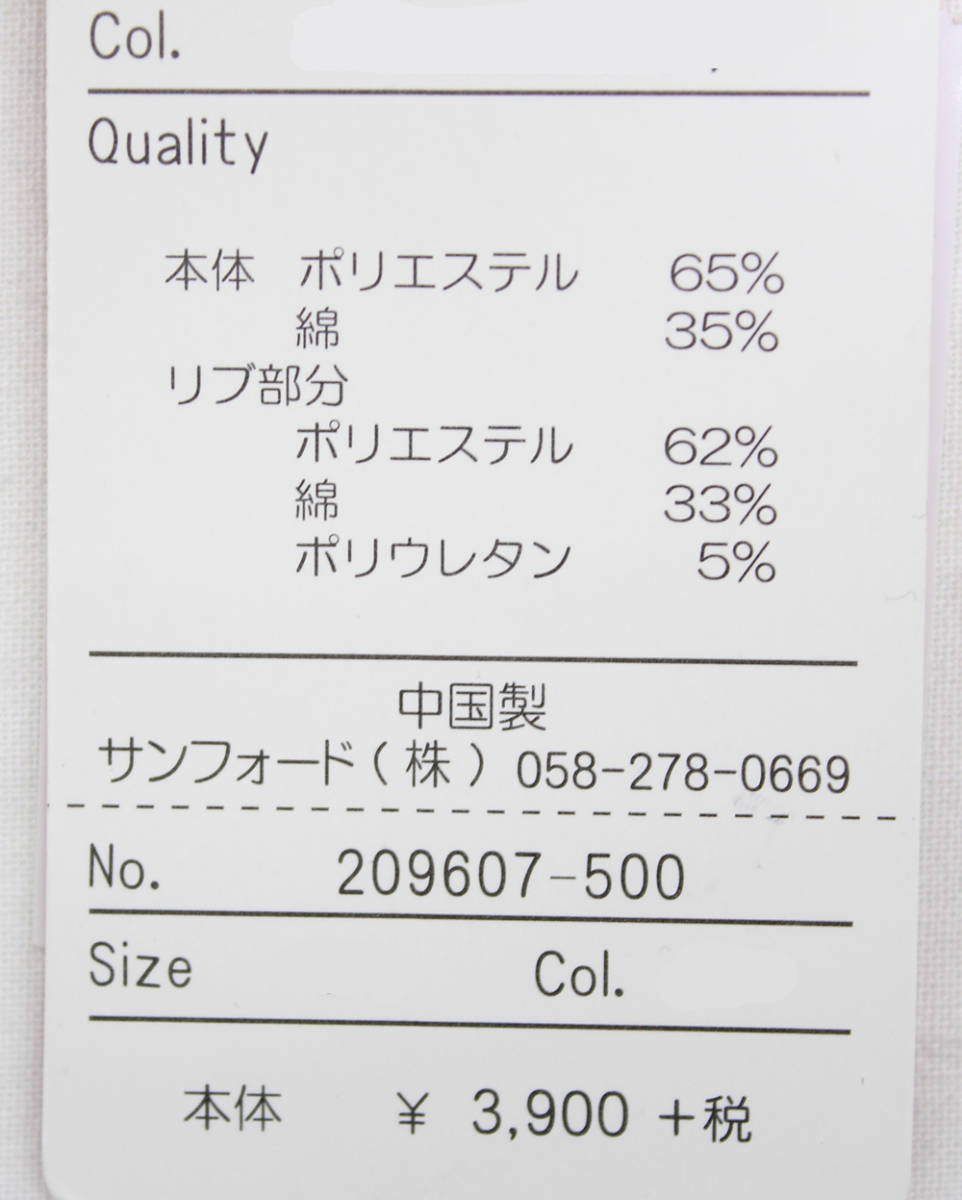 Col.
Quality
本体 ポリエステル 65%
綿 35%
リブ部分
ポリエステル 62%
綿 33%
ポリウレタン 5%
中国製
サンフォード(株) 058-278-0669
No. 209607-500
Size Col.
本体 ¥ 3,900 +税